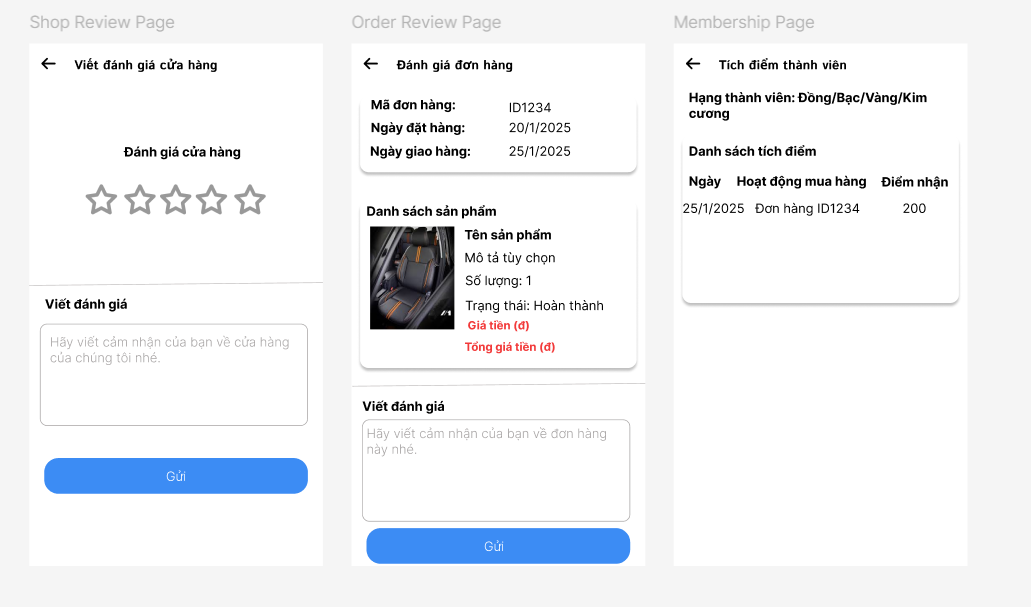 Shop Review Page
Viết đánh giá cửa hàng
Đánh giá cửa hàng
Viết đánh giá
Hãy viết cảm nhận của bạn về cửa hàng
của chúng tôi nhé.
Gửi
Order Review Page
Đánh giá đơn hàng
Mã đơn hàng: ID1234
Ngày đặt hàng: 20/1/2025
Ngày giao hàng: 25/1/2025
Danh sách sản phẩm
Tên sản phẩm
Mô tả tùy chọn
Số lượng: 1
Trạng thái: Hoàn thành
Giá tiền (đ)
Tổng giá tiền (đ)
Viết đánh giá
Hãy viết cảm nhận của bạn về đơn hàng
này nhé.
Gửi
Membership Page
Tích điểm thành viên
Hạng thành viên: Đồng/Bạc/Vàng/Kim
cương
Danh sách tích điểm
Ngày Hoạt động mua hàng Điểm nhận
25/1/2025 Đơn hàng ID1234 200